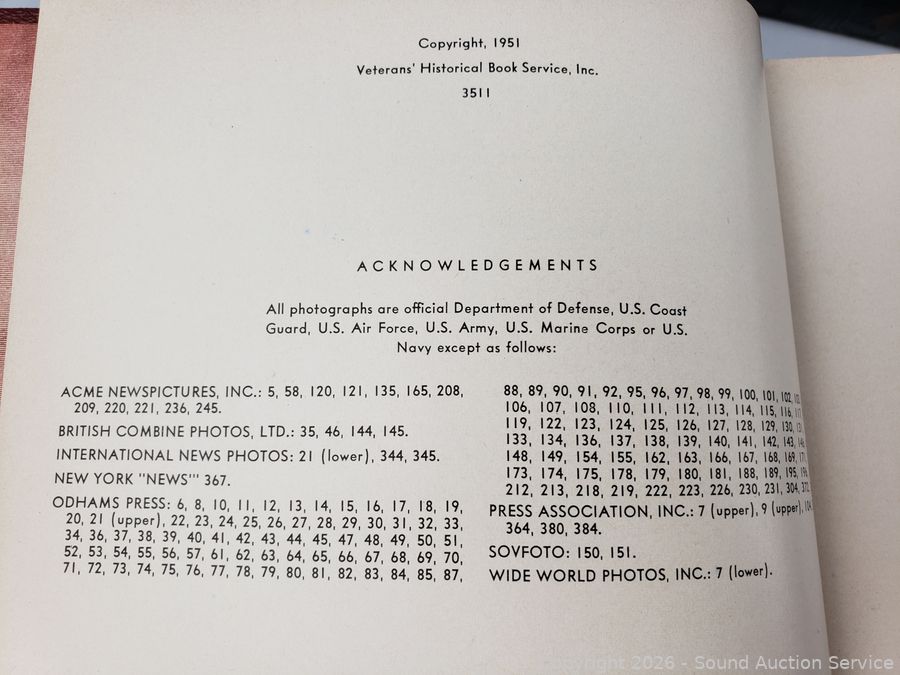 Copyright, 1951
Veterans' Historical Book Service, Inc.
3511
ACKNOWLEDGEMENTS
All photographs are official Department of Defense, U.S. Coast
Guard, U.S. Air Force, U.S. Army, U.S. Marine Corps or U.S.
Navy except as follows:
ACME NEWSPICTURES, INC.: 5, 58, 120, 121, 135, 165, 208,
209, 220, 221, 236, 245.
BRITISH COMBINE PHOTOS, LTD.: 35, 46, 144, 145.
INTERNATIONAL NEWS PHOTOS: 21 (lower), 344, 345.
NEW YORK "NEWS"' 367.
ODHAMS PRESS: 6, 8, 10, 11, 12, 13, 14, 15, 16, 17, 18, 19,
20, 21 (upper), 22, 23, 24, 25, 26, 27, 28, 29, 30, 31, 32, 33,
34, 36, 37, 38, 39, 40, 41, 42, 43, 44, 45, 47, 48, 49, 50, 51,
52, 53, 54, 55, 56, 57, 61, 62, 63, 64, 65, 66, 67, 68, 69, 70,
71, 72, 73, 74, 75, 76, 77, 78, 79, 80, 81, 82, 83, 84, 85, 87,
88, 89, 90, 91, 92, 95, 96, 97, 98, 99, 100, 101, 102,
106, 107, 108, 110, 111, 112, 113, 114, 115, 116,
119, 122, 123, 124, 125, 126, 127, 128, 129, 130,
133, 134, 136, 137, 138, 139, 140, 141, 142, 143,
148, 149, 154, 155, 162, 163, 166, 167, 168, 169,
173, 174, 175, 178, 179, 180, 181, 188, 189, 195,
212, 213, 218, 219, 222, 223, 226, 230, 231, 304,
PRESS ASSOCIATION, INC.: 7 (upper), 9 (upper),
364, 380, 384.
SOVFOTO: 150, 151.
WIDE WORLD PHOTOS, INC.: 7 (lower).
Copyright 2026 - Sound Auction Service